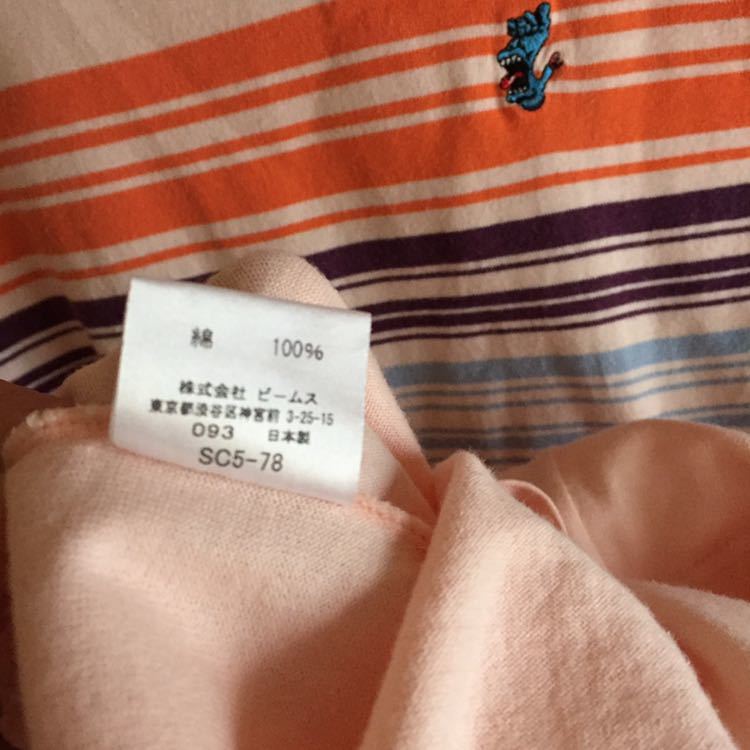 綿 100%
株式会社 ビームス
東京都渋谷区神宮前 3-25-15
093 日本製
SC5-78